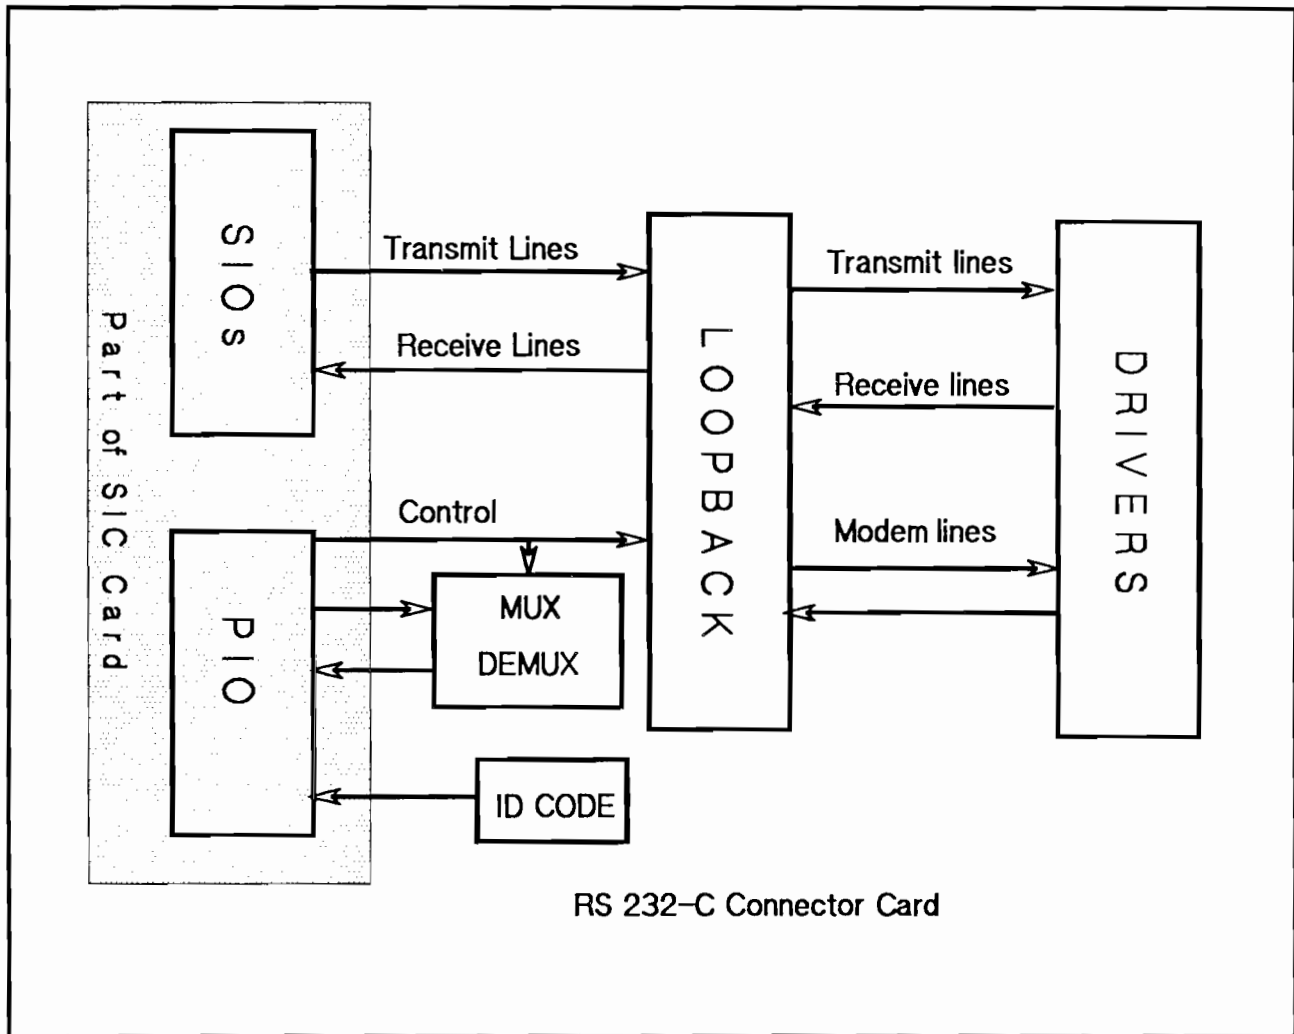 Part of SIC Card
SIOs
Transmit Lines
Receive Lines
PIO
Control
MUX
DEMUX
ID CODE
LOOPBACK
Transmit lines
Receive lines
Modem lines
DRIVERS
RS 232-C Connector Card